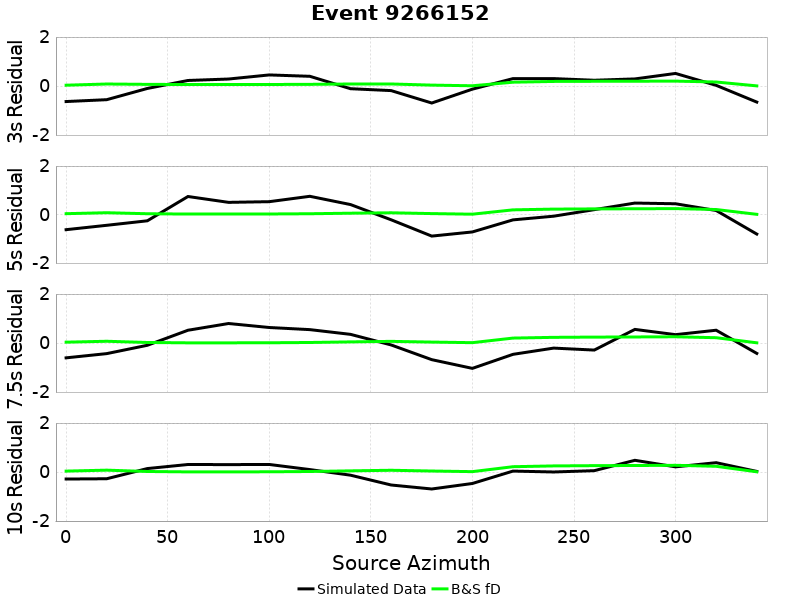 Event 9266152
3s Residual
2
0
-2
5s Residual
2
0
-2
7.5s Residual
2
0
-2
10s Residual
2
0
-2
0 50 100 150 200 250 300
Source Azimuth
Simulated Data B&S fD